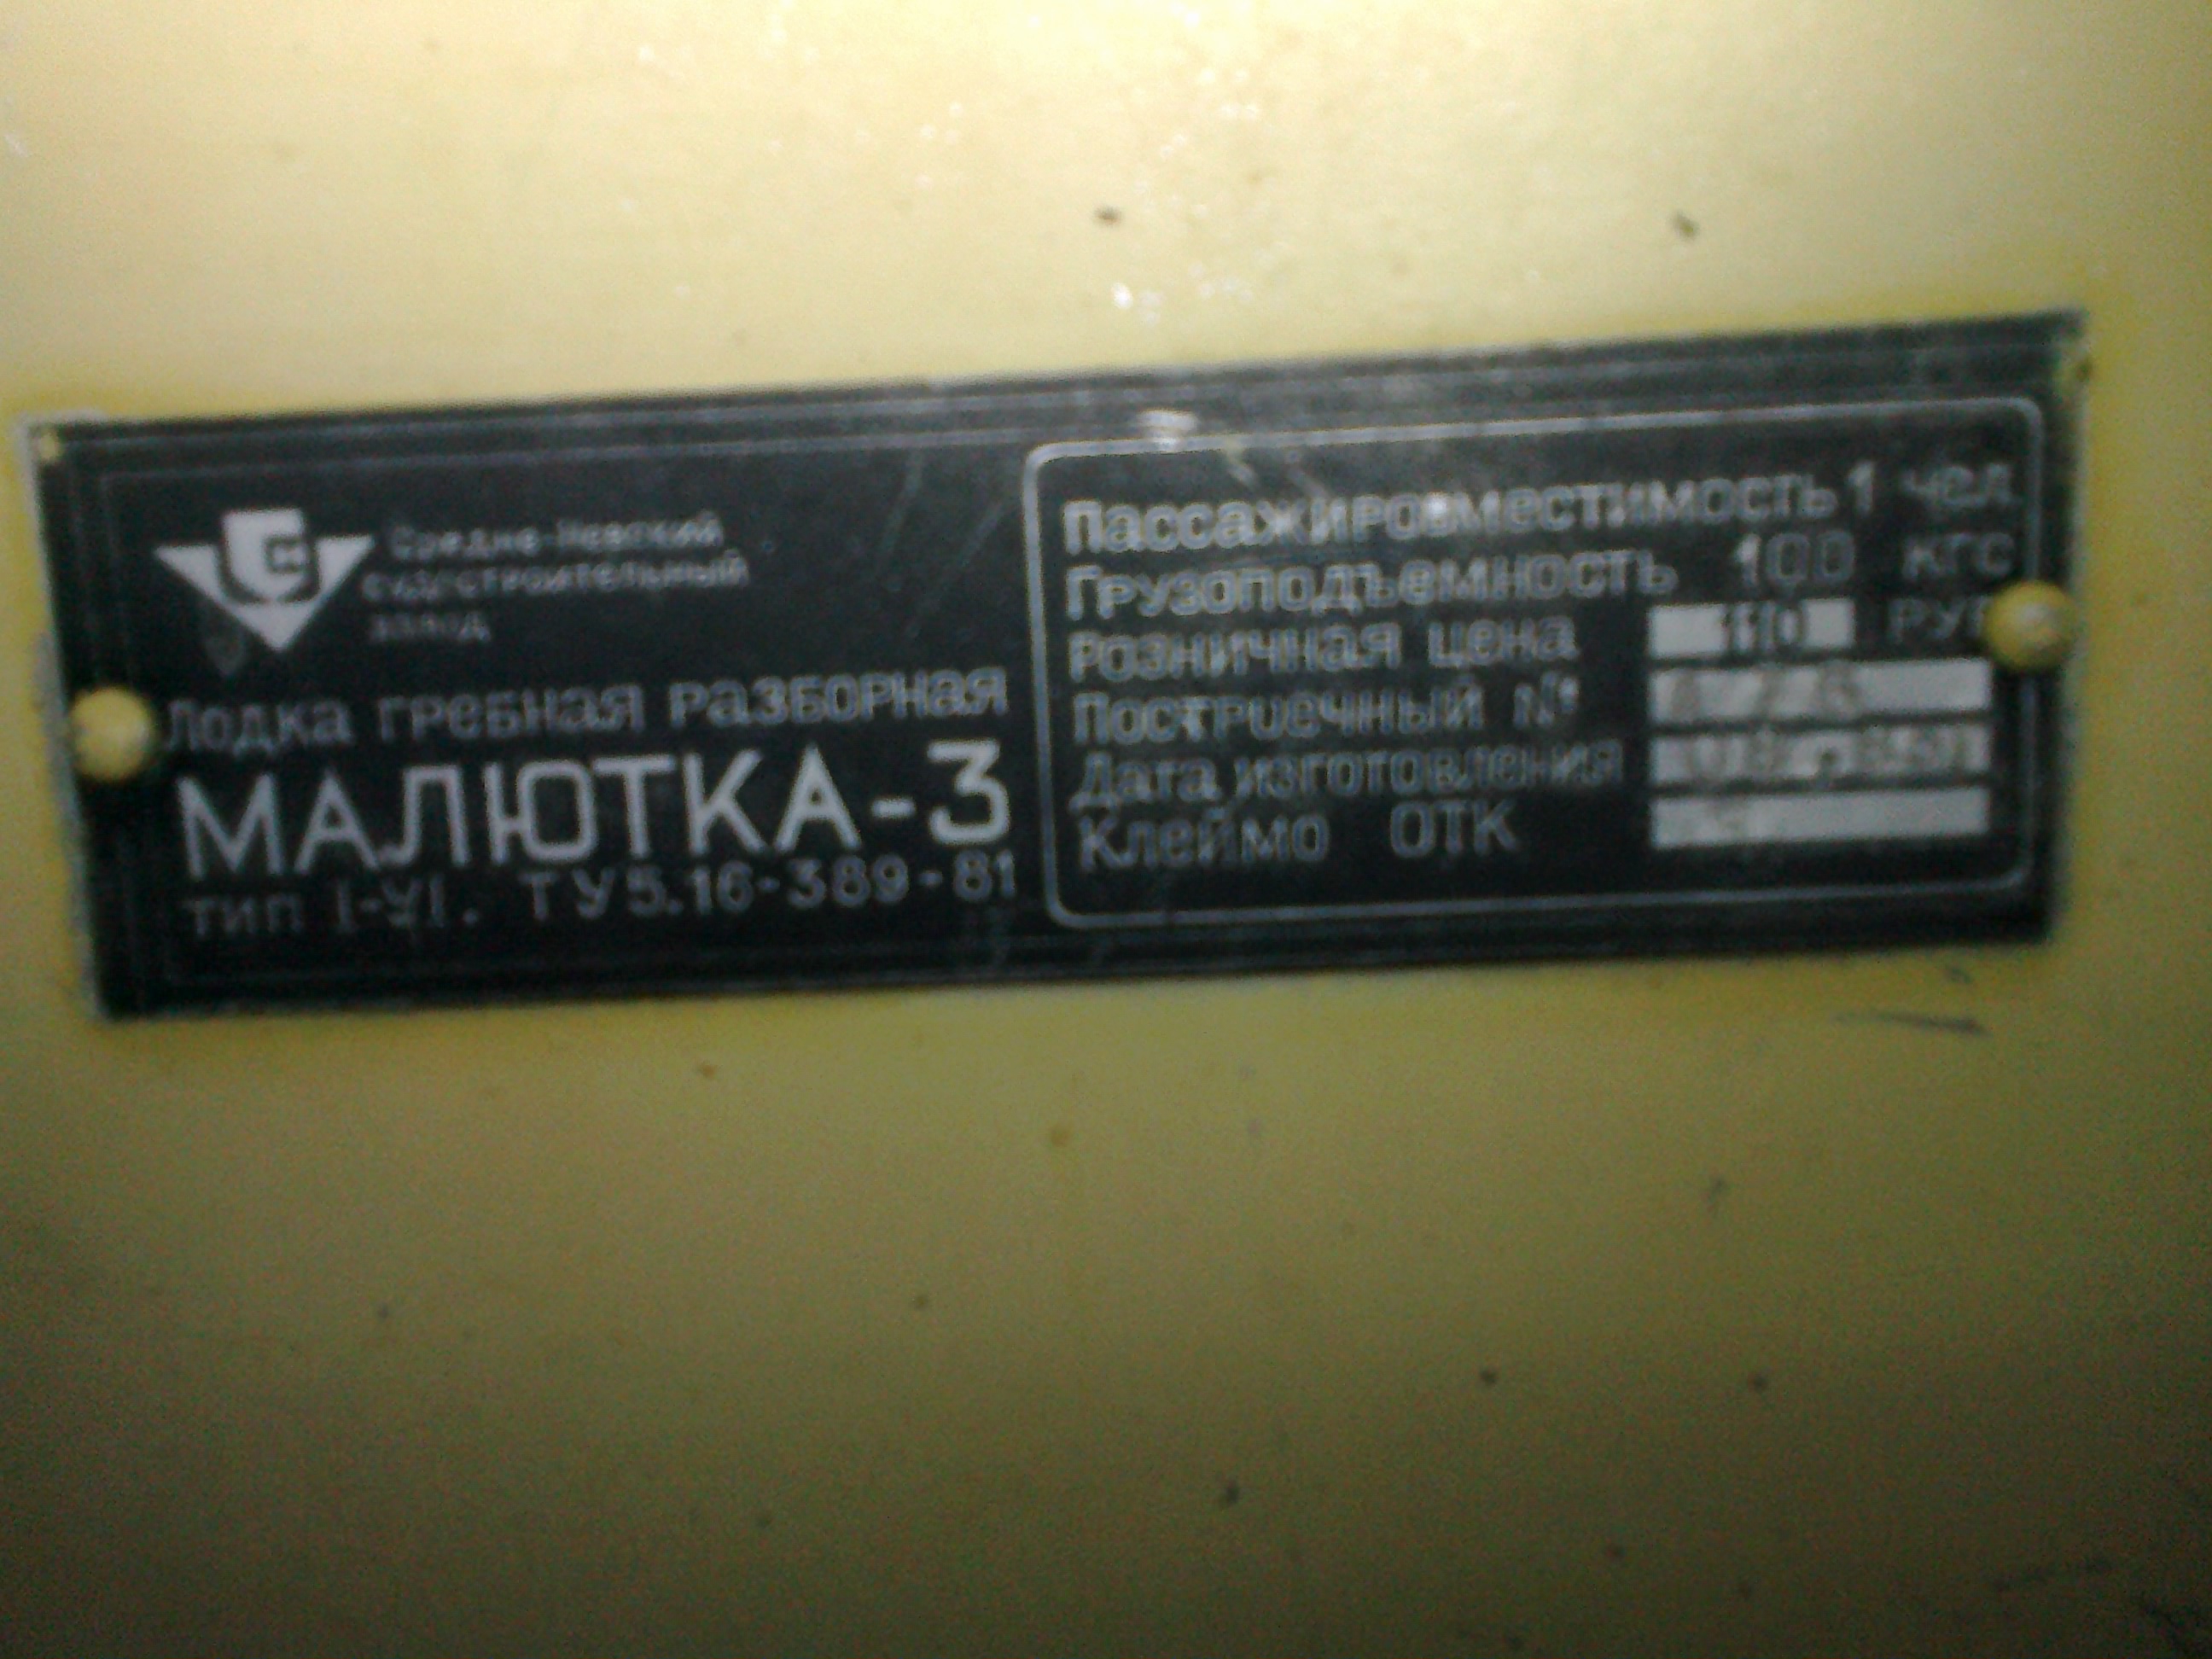 Средне-Невский
судостроительный
завод
Лодка гребная разборная
МАЛЮТКА-3
тип I-УI. ТУ5.16-389-81
Пассажировместимость 1 чел.
Грузоподъемность 100 кгс
Розничная цена 110 РУБ
Построечный №
Дата изготовления
Клеймо ОТК